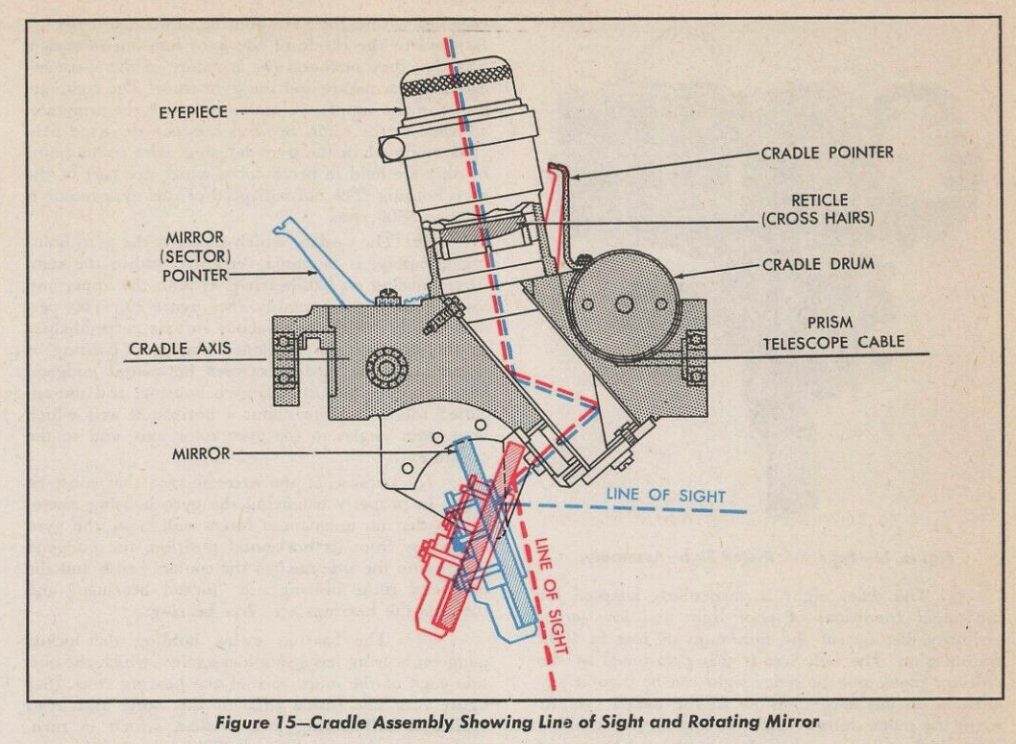 EYEPIECE
CRADLE POINTER
RETICLE
(CROSS HAIRS)
MIRROR
(SECTOR)
POINTER
CRADLE DRUM
PRISM
TELESCOPE CABLE
CRADLE AXIS
MIRROR
LINE OF SIGHT
LINE OF SIGHT
Figure 15—Cradle Assembly Showing Line of Sight and Rotating Mirror